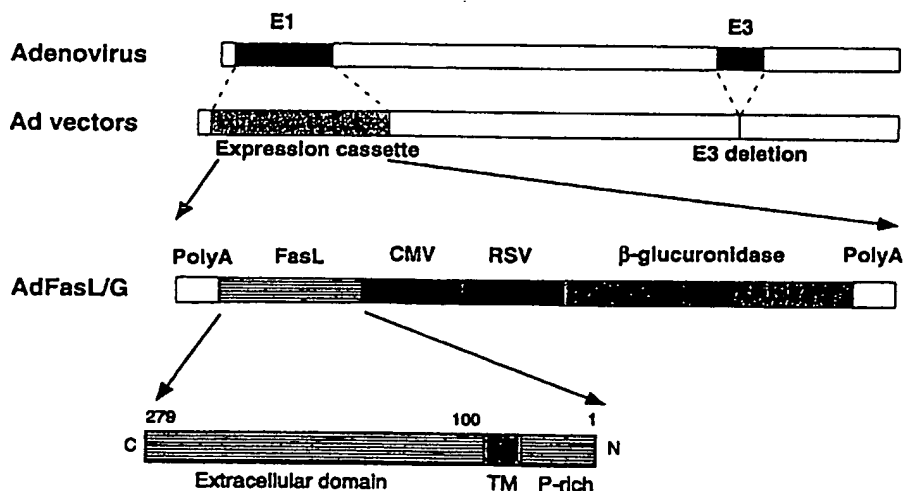 E1 E3
Adenovirus
Ad vectors
Expression cassette E3 deletion
PolyA FasL CMV RSV β-glucuronidase PolyA
AdFasL/G
279 100 1
C N
Extracellular domain TM P-rich